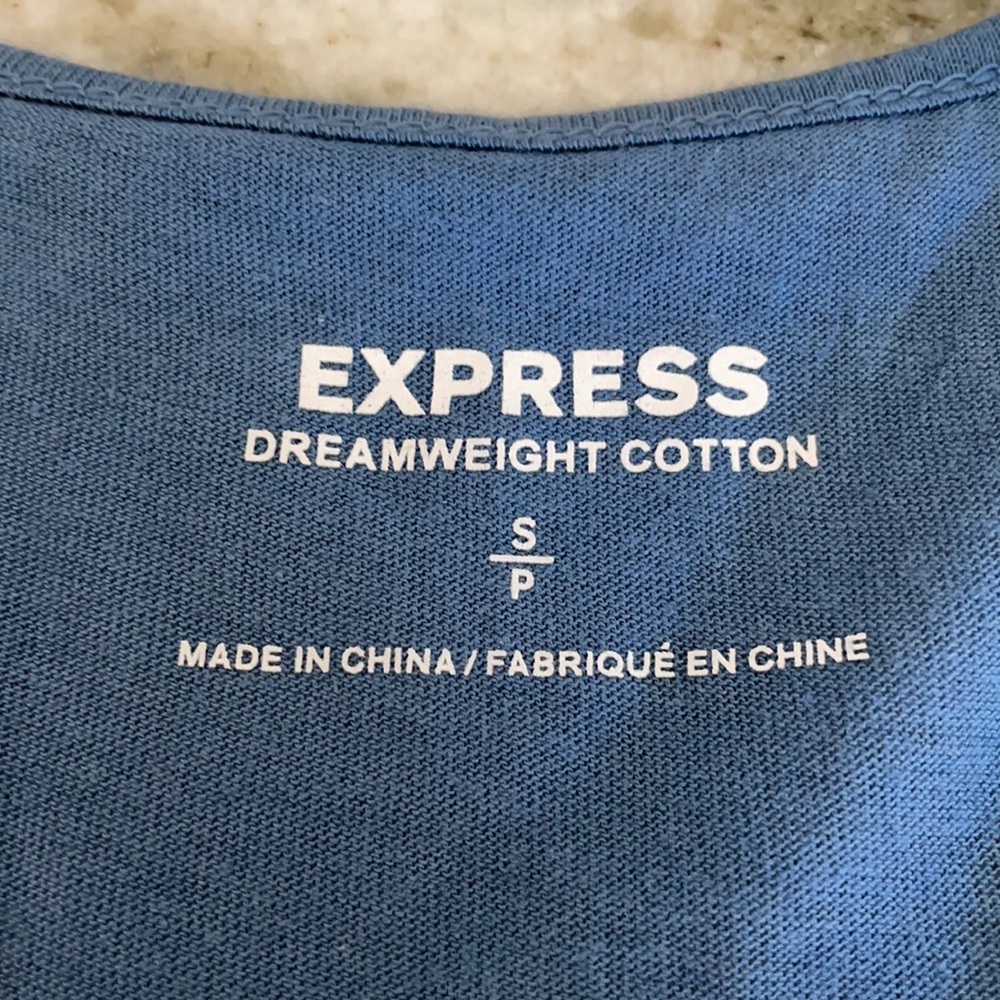 EXPRESS
DREAMWEIGHT COTTON
S
P
MADE IN CHINA / FABRIQUÉ EN CHINE